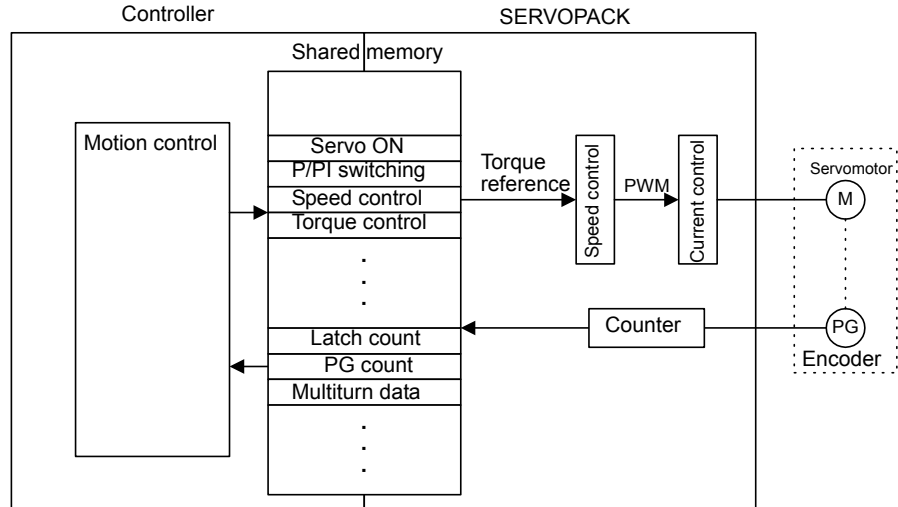 Controller
SERVOPACK
Shared memory
Motion control
Servo ON
P/PI switching
Speed control
Torque control
Torque
reference
Speed control
PWM
Current control
Servomotor
M
Latch count
PG count
Multiturn data
Counter
PG
Encoder